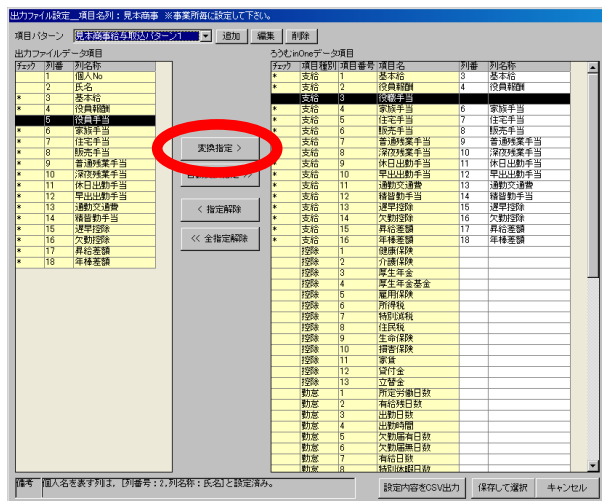 出力ファイル設定__項目名列：見本商事　※事業所毎に設定して下さい。
項目パターン 見本商事給与取込パターン1 追加 編集 削除
出力ファイルデータ項目
ﾁｪｯｸ 列番 列名称
1 個人No
2 氏名
* 3 基本給
* 4 役員報酬
5 役員手当
* 6 家族手当
* 7 住宅手当
* 8 販売手当
* 9 普通残業手当
* 10 深夜残業手当
* 11 休日出勤手当
* 12 早出出勤手当
* 13 通勤交通費
* 14 精皆勤手当
* 15 遅早控除
* 16 欠勤控除
* 17 昇給差額
* 18 年棒差額
変換指定 >
< 指定解除
<< 全指定解除
ろうむinOneデータ項目
ﾁｪｯｸ 項目種別 項目番号 項目名 列番 列名称
* 支給 1 基本給 3 基本給
* 支給 2 役員報酬 4 役員報酬
支給 3 役職手当
* 支給 4 家族手当 6 家族手当
* 支給 5 住宅手当 7 住宅手当
* 支給 6 販売手当 8 販売手当
* 支給 7 普通残業手当 9 普通残業手当
* 支給 8 深夜残業手当 10 深夜残業手当
* 支給 9 休日出勤手当 11 休日出勤手当
* 支給 10 早出出勤手当 12 早出出勤手当
* 支給 11 通勤交通費 13 通勤交通費
* 支給 12 精皆勤手当 14 精皆勤手当
* 支給 13 遅早控除 15 遅早控除
* 支給 14 欠勤控除 16 欠勤控除
* 支給 15 昇給差額 17 昇給差額
* 支給 16 年棒差額 18 年棒差額
控除 1 健康保険
控除 2 介護保険
控除 3 厚生年金
控除 4 厚生年金基金
控除 5 雇用保険
控除 6 所得税
控除 7 特別減税
控除 8 住民税
控除 9 生命保険
控除 10 損害保険
控除 11 家賃
控除 12 貸付金
控除 13 立替金
勤怠 1 所定労働日数
勤怠 2 有給残日数
勤怠 3 出勤日数
勤怠 4 出勤時間
勤怠 5 欠勤届有日数
勤怠 6 欠勤届無日数
勤怠 7 有給日数
勤怠 8 特別休暇日数
備考 個人名を表す列は，[列番号：2，列名称：氏名]と設定済み。
設定内容をCSV出力 保存して選択 キャンセル